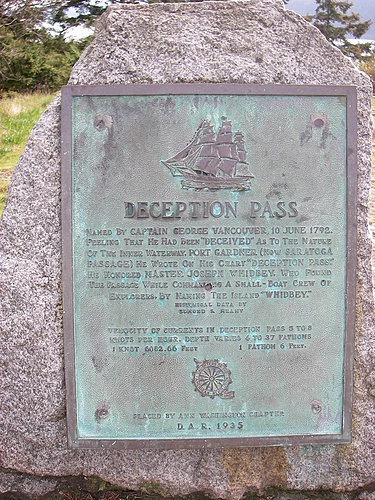 DECEPTION PASS
NAMED BY CAPTAIN GEORGE VANCOUVER, 10 JUNE 1792.
FEELING THAT HE HAD BEEN "DECEIVED" AS TO THE NATURE
OF THIS INNER WATERWAY, PORT GARDNER, (NOW SARATOGA
PASSAGE) HE WROTE ON HIS CHART "DECEPTION PASS"
HE HONORED MASTER JOSEPH WHIDBEY, WHO FOUND
THE PASSAGE WHILE COMMANDING A SMALL-BOAT CREW OF
EXPLORERS, BY NAMING THE ISLAND "WHIDBEY."
HISTORICAL DATA BY
EDMOND S. MEANY
VELOCITY OF CURRENTS IN DECEPTION PASS 5 TO 8
KNOTS PER HOUR. DEPTH VARIES 4 TO 37 FATHOMS
1 KNOT 6082.66 FEET 1 FATHOM 6 FEET.
PLACED BY ANN WASHINGTON CHAPTER
D.A.R. 1935